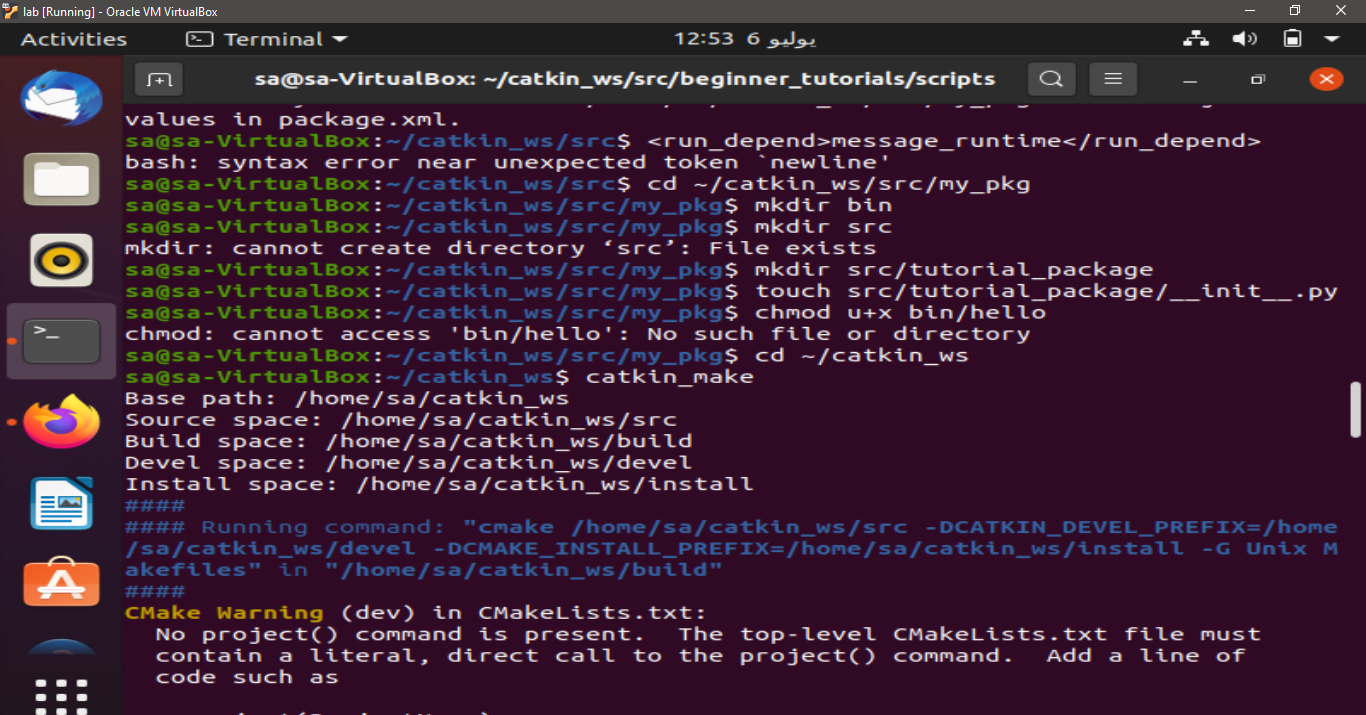 lab [Running] - Oracle VM VirtualBox
Activities
Terminal
12:53 يوليو 6
sa@sa-VirtualBox: ~/catkin_ws/src/beginner_tutorials/scripts
values in package.xml.
sa@sa-VirtualBox:~/catkin_ws/src$ <run_depend>message_runtime</run_depend>
bash: syntax error near unexpected token `newline'
sa@sa-VirtualBox:~/catkin_ws/src$ cd ~/catkin_ws/src/my_pkg
sa@sa-VirtualBox:~/catkin_ws/src/my_pkg$ mkdir bin
sa@sa-VirtualBox:~/catkin_ws/src/my_pkg$ mkdir src
mkdir: cannot create directory ‘src’: File exists
sa@sa-VirtualBox:~/catkin_ws/src/my_pkg$ mkdir src/tutorial_package
sa@sa-VirtualBox:~/catkin_ws/src/my_pkg$ touch src/tutorial_package/__init__.py
sa@sa-VirtualBox:~/catkin_ws/src/my_pkg$ chmod u+x bin/hello
chmod: cannot access 'bin/hello': No such file or directory
sa@sa-VirtualBox:~/catkin_ws/src/my_pkg$ cd ~/catkin_ws
sa@sa-VirtualBox:~/catkin_ws$ catkin_make
Base path: /home/sa/catkin_ws
Source space: /home/sa/catkin_ws/src
Build space: /home/sa/catkin_ws/build
Devel space: /home/sa/catkin_ws/devel
Install space: /home/sa/catkin_ws/install
####
#### Running command: "cmake /home/sa/catkin_ws/src -DCATKIN_DEVEL_PREFIX=/home
/sa/catkin_ws/devel -DCMAKE_INSTALL_PREFIX=/home/sa/catkin_ws/install -G Unix M
akefiles" in "/home/sa/catkin_ws/build"
####
CMake Warning (dev) in CMakeLists.txt:
No project() command is present. The top-level CMakeLists.txt file must
contain a literal, direct call to the project() command. Add a line of
code such as